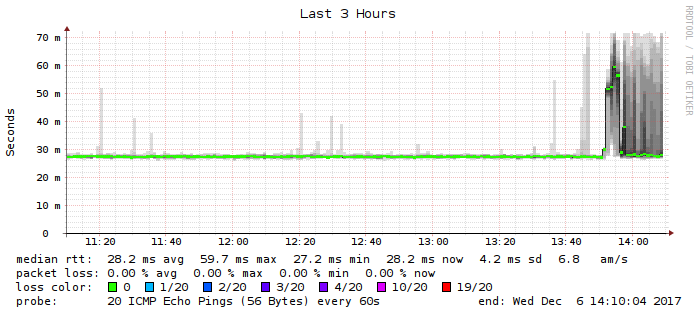 Last 3 Hours
RRDTOOL / TOBI OETIKER
Seconds
70 m
60 m
50 m
40 m
30 m
20 m
10 m
0
11:20 11:40 12:00 12:20 12:40 13:00 13:20 13:40 14:00
median rtt: 28.2 ms avg 59.7 ms max 27.2 ms min 28.2 ms now 4.2 ms sd 6.8 am/s
packet loss: 0.00 % avg 0.00 % max 0.00 % min 0.00 % now
loss color: 0 1/20 2/20 3/20 4/20 10/20 19/20
probe: 20 ICMP Echo Pings (56 Bytes) every 60s end: Wed Dec 6 14:10:04 2017